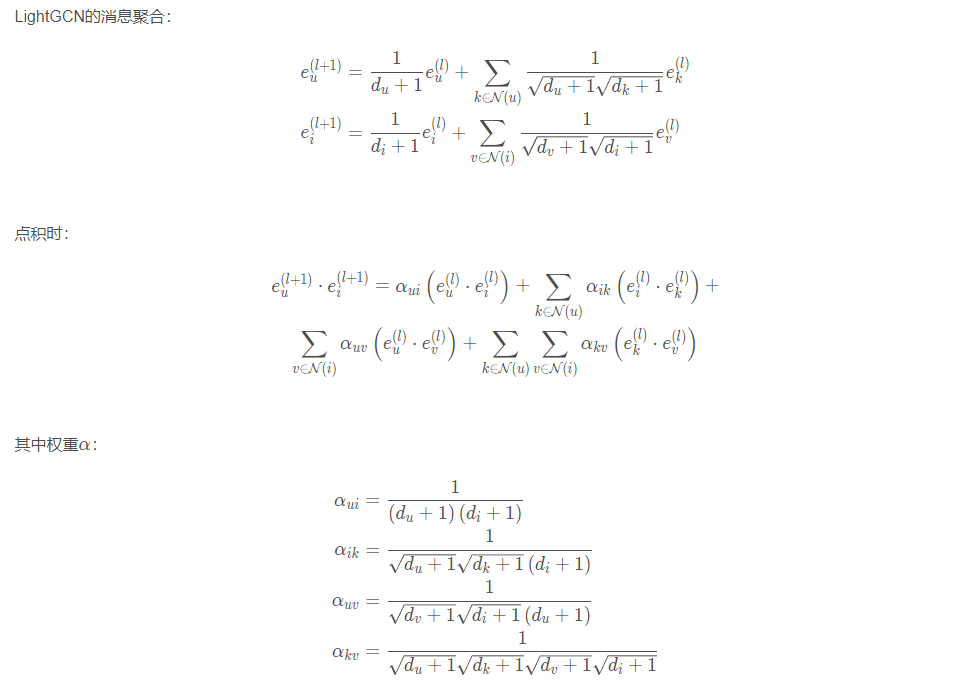 LightGCN的消息聚合：
$e_u^{(l+1)} = \frac{1}{d_u+1} e_u^{(l)} + \sum_{k \in \mathcal{N}(u)} \frac{1}{\sqrt{d_u+1}\sqrt{d_k+1}} e_k^{(l)}$
$e_i^{(l+1)} = \frac{1}{d_i+1} e_i^{(l)} + \sum_{v \in \mathcal{N}(i)} \frac{1}{\sqrt{d_v+1}\sqrt{d_i+1}} e_v^{(l)}$
点积时：
$e_u^{(l+1)} \cdot e_i^{(l+1)} = \alpha_{ui} \left( e_u^{(l)} \cdot e_i^{(l)} \right) + \sum_{k \in \mathcal{N}(u)} \alpha_{ik} \left( e_i^{(l)} \cdot e_k^{(l)} \right) +$
$\sum_{v \in \mathcal{N}(i)} \alpha_{uv} \left( e_u^{(l)} \cdot e_v^{(l)} \right) + \sum_{k \in \mathcal{N}(u)} \sum_{v \in \mathcal{N}(i)} \alpha_{kv} \left( e_k^{(l)} \cdot e_v^{(l)} \right)$
其中权重$\alpha$：
$\alpha_{ui} = \frac{1}{(d_u+1)(d_i+1)}$
$\alpha_{ik} = \frac{1}{\sqrt{d_u+1}\sqrt{d_k+1}(d_i+1)}$
$\alpha_{uv} = \frac{1}{\sqrt{d_v+1}\sqrt{d_i+1}(d_u+1)}$
$\alpha_{kv} = \frac{1}{\sqrt{d_u+1}\sqrt{d_k+1}\sqrt{d_v+1}\sqrt{d_i+1}}$